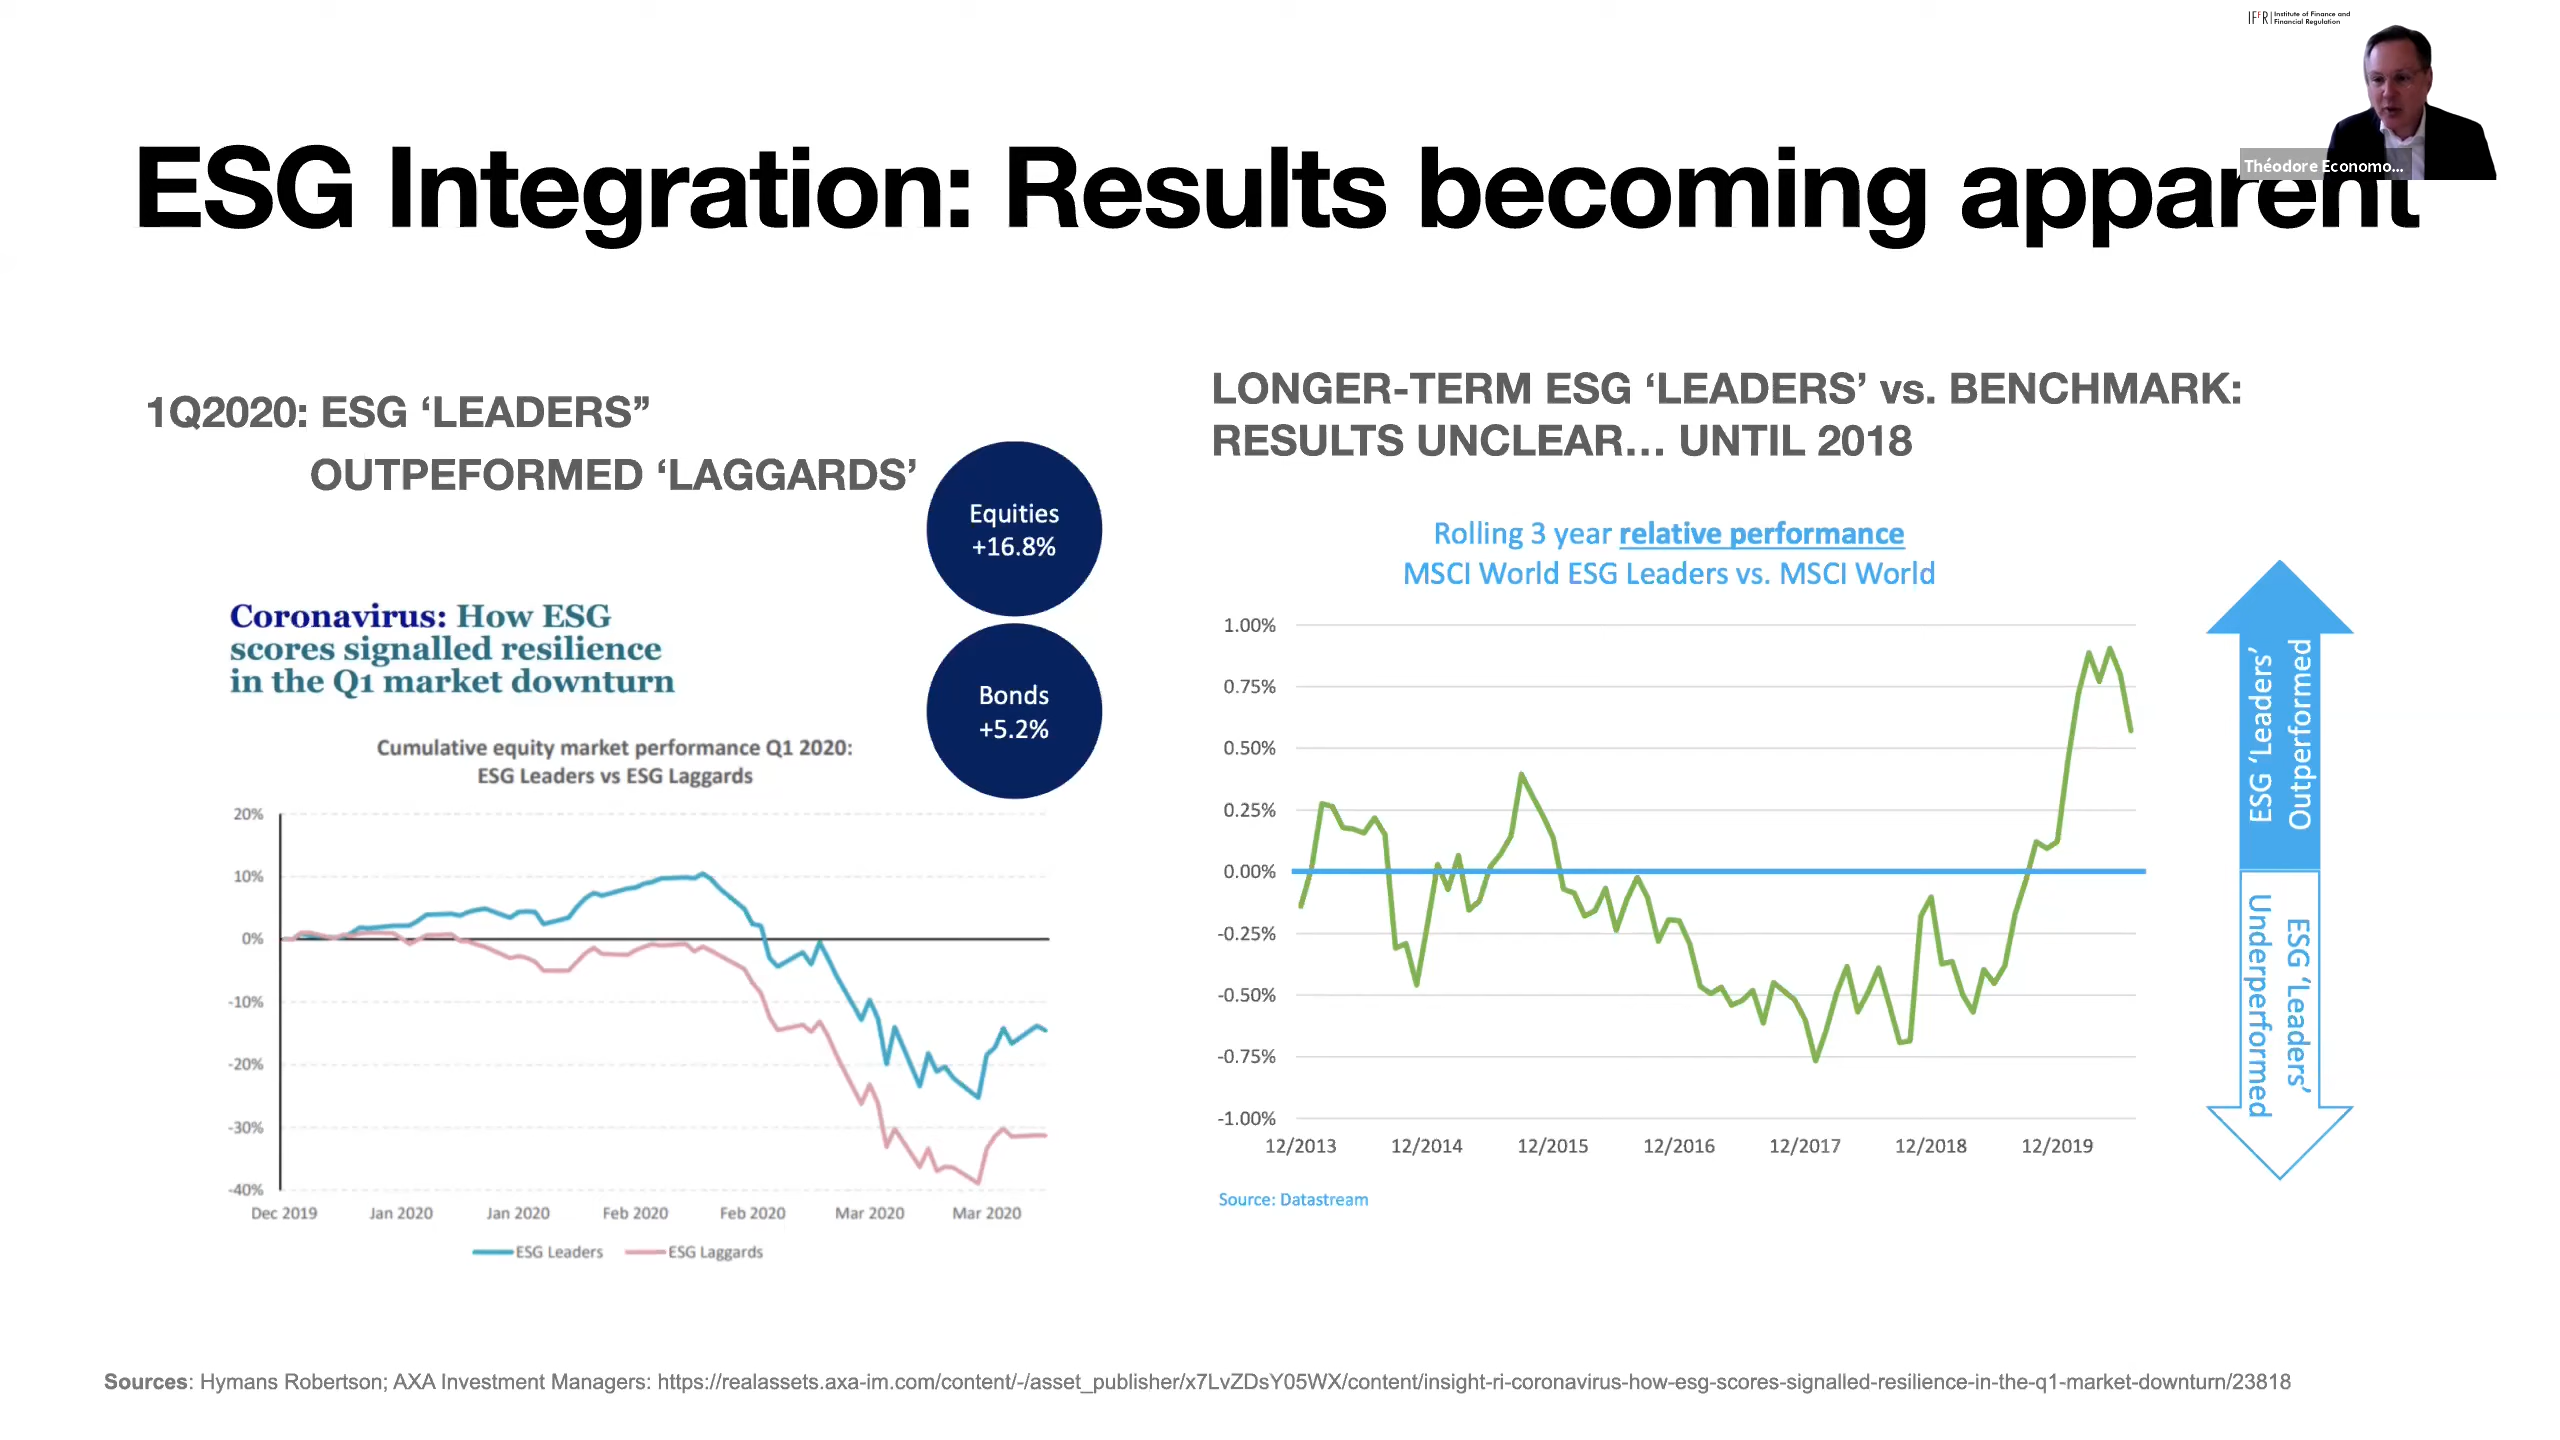 IFFR Institute of Finance and
Financial Regulation
Théodore Economo...
ESG Integration: Results becoming apparent
1Q2020: ESG ‘LEADERS”
OUTPEFORMED ‘LAGGARDS’
Equities
+16.8%
Bonds
+5.2%
Coronavirus: How ESG
scores signalled resilience
in the Q1 market downturn
Cumulative equity market performance Q1 2020:
ESG Leaders vs ESG Laggards
20%
10%
0%
-10%
-20%
-30%
-40%
Dec 2019 Jan 2020 Jan 2020 Feb 2020 Feb 2020 Mar 2020 Mar 2020
ESG Leaders ESG Laggards
LONGER-TERM ESG ‘LEADERS’ vs. BENCHMARK:
RESULTS UNCLEAR… UNTIL 2018
Rolling 3 year relative performance
MSCI World ESG Leaders vs. MSCI World
1.00%
0.75%
0.50%
0.25%
0.00%
-0.25%
-0.50%
-0.75%
-1.00%
12/2013 12/2014 12/2015 12/2016 12/2017 12/2018 12/2019
Source: Datastream
ESG ‘Leaders’
Outperformed
ESG ‘Leaders’
Underperformed
Sources: Hymans Robertson; AXA Investment Managers: https://realassets.axa-im.com/content/-/asset_publisher/x7LvZDsY05WX/content/insight-ri-coronavirus-how-esg-scores-signalled-resilience-in-the-q1-market-downturn/23818